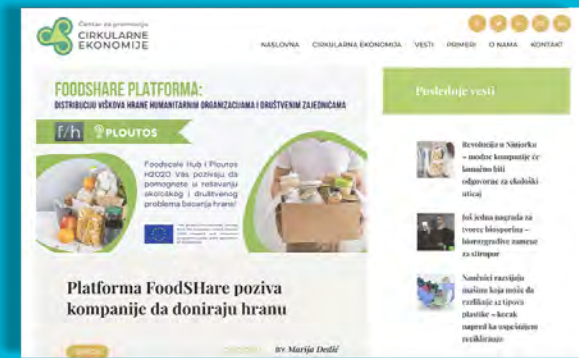 Centar za promociju
CIRKULARNE
EKONOMIJE
NASLOVNA CIRKULARNA EKONOMIJA VESTI PRIMERI O NAMA KONTAKT
FOODSHARE PLATFORMA:
DISTRIBUCIJU VIŠKOVA HRANE HUMANITARNIM ORGANIZACIJAMA I DRUŠTVENIM ZAJEDNICAMA
f/h PLOUTOS
Foodscale Hub i Ploutos
H2020 Vas pozivaju da
pomognete u rešavanju
ekološkog i društvenog
problema bacanja hrane!
Platforma FoodSHare poziva
kompanije da doniraju hranu
BY Marija Dedić
Poslednje vesti
Revolucija u Njujorku
– modne kompanije će
konačno biti
odgovorne za ekološki
uticaj
Još jedna nagrada za
tvorec biosporina –
biorazgradive zamene
za stiropor
Naučnici razvijaju
mašinu koja može da
razlikuje 12 tipova
plastike – korak
napred ka uspešnijem
recikliranju